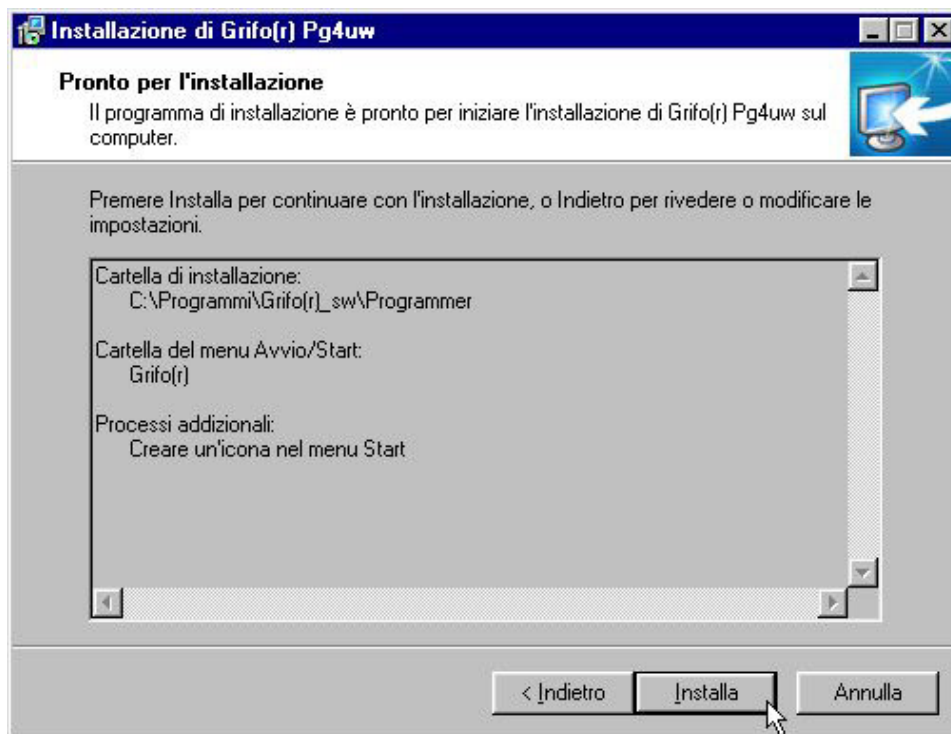 Installazione di Grifo(r) Pg4uw
Pronto per l'installazione
Il programma di installazione è pronto per iniziare l'installazione di Grifo(r) Pg4uw sul
computer.
Premere Installa per continuare con l'installazione, o Indietro per rivedere o modificare le
impostazioni.
Cartella di installazione:
C:\Programmi\Grifo(r)_sw\Programmer
Cartella del menu Avvio/Start:
Grifo(r)
Processi addizionali:
Creare un'icona nel menu Start
< Indietro
Installa
Annulla